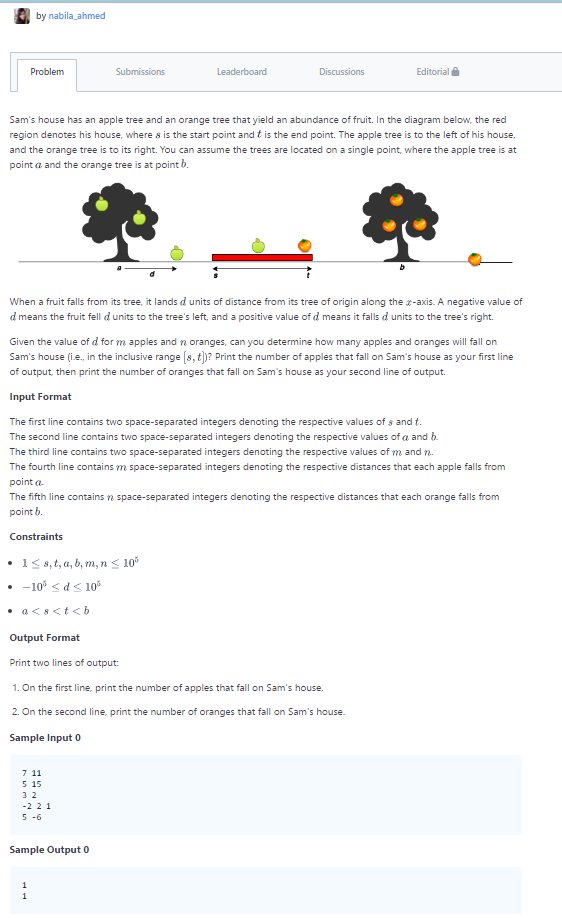 by nabila_ahmed
Problem Submissions Leaderboard Discussions Editorial
Sam's house has an apple tree and an orange tree that yield an abundance of fruit. In the diagram below, the red
region denotes his house, where s is the start point and t is the end point. The apple tree is to the left of his house,
and the orange tree is to its right. You can assume the trees are located on a single point, where the apple tree is at
point a and the orange tree is at point b.
a d s t b
When a fruit falls from its tree, it lands d units of distance from its tree of origin along the x-axis. A negative value of
d means the fruit fell d units to the tree's left, and a positive value of d means it falls d units to the tree's right.
Given the value of d for m apples and n oranges, can you determine how many apples and oranges will fall on
Sam's house (i.e., in the inclusive range [s, t])? Print the number of apples that fall on Sam's house as your first line
of output, then print the number of oranges that fall on Sam's house as your second line of output.
Input Format
The first line contains two space-separated integers denoting the respective values of s and t.
The second line contains two space-separated integers denoting the respective values of a and b.
The third line contains two space-separated integers denoting the respective values of m and n.
The fourth line contains m space-separated integers denoting the respective distances that each apple falls from
point a.
The fifth line contains n space-separated integers denoting the respective distances that each orange falls from
point b.
Constraints
• 1 ≤ s, t, a, b, m, n ≤ 10⁵
• −10⁵ ≤ d ≤ 10⁵
• a < s < t < b
Output Format
Print two lines of output:
1. On the first line, print the number of apples that fall on Sam's house.
2. On the second line, print the number of oranges that fall on Sam's house.
Sample Input 0
7 11
5 15
3 2
-2 2 1
5 -6
Sample Output 0
1
1